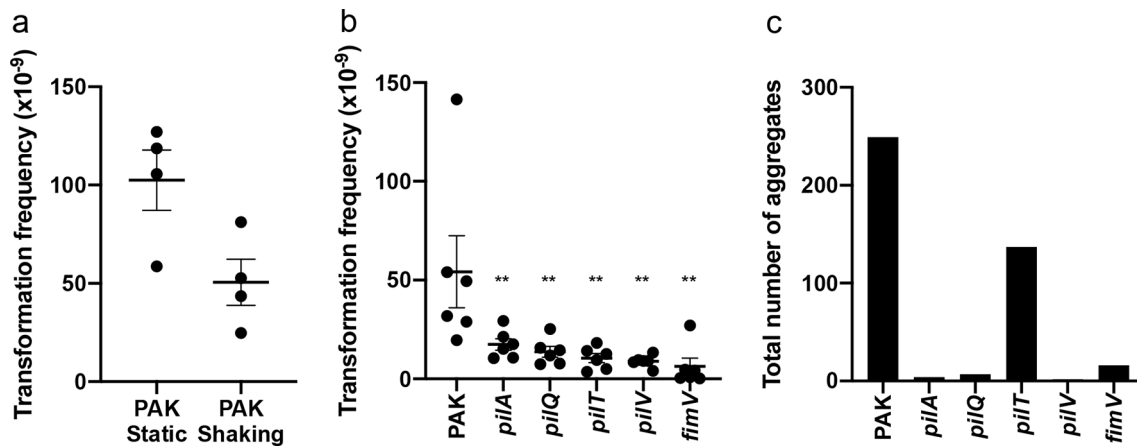 a
Transformation frequency (x10⁻⁹)
150
100
50
0
PAK
Static
PAK
Shaking
b
Transformation frequency (x10⁻⁹)
150
100
50
0
** ** ** ** **
PAK pilA pilQ pilT pilV fimV
c
Total number of aggregates
300
200
100
0
PAK pilA pilQ pilT pilV fimV